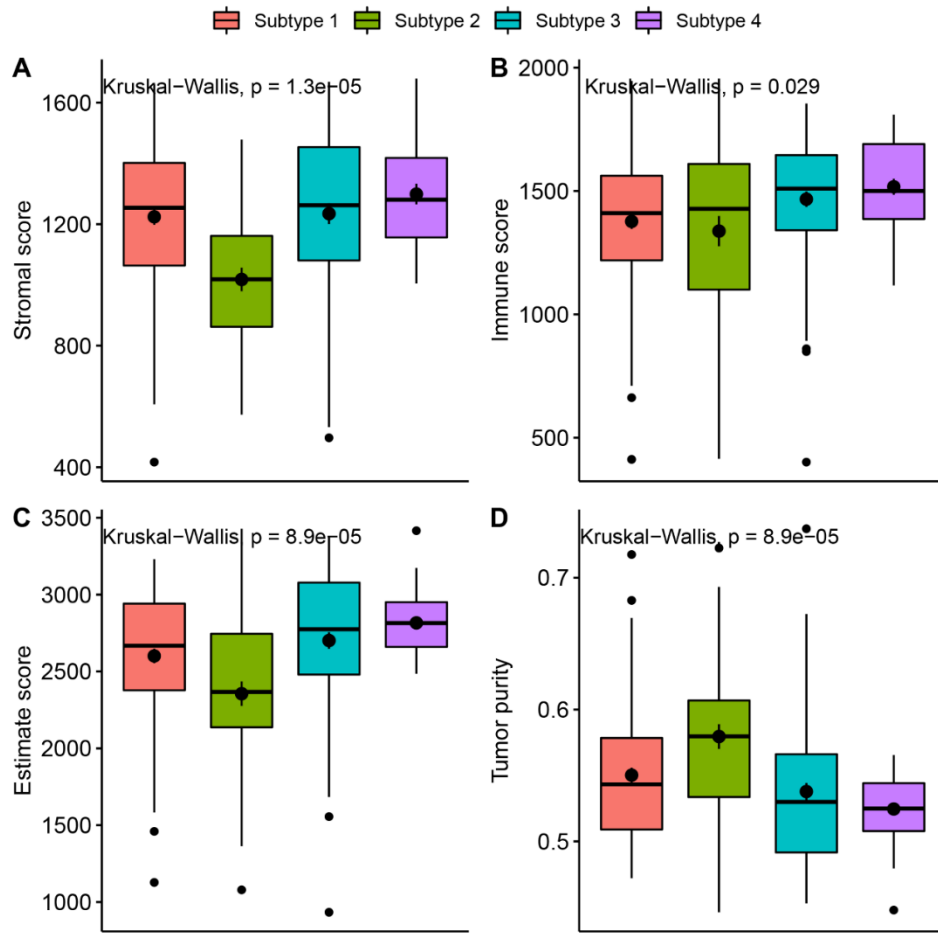 Subtype 1 Subtype 2 Subtype 3 Subtype 4
A
Kruskal−Wallis, p = 1.3e−05
Stromal score
1600
1200
800
400
B
Kruskal−Wallis, p = 0.029
Immune score
2000
1500
1000
500
C
Kruskal−Wallis, p = 8.9e−05
Estimate score
3500
3000
2500
2000
1500
1000
D
Kruskal−Wallis, p = 8.9e−05
Tumor purity
0.7
0.6
0.5